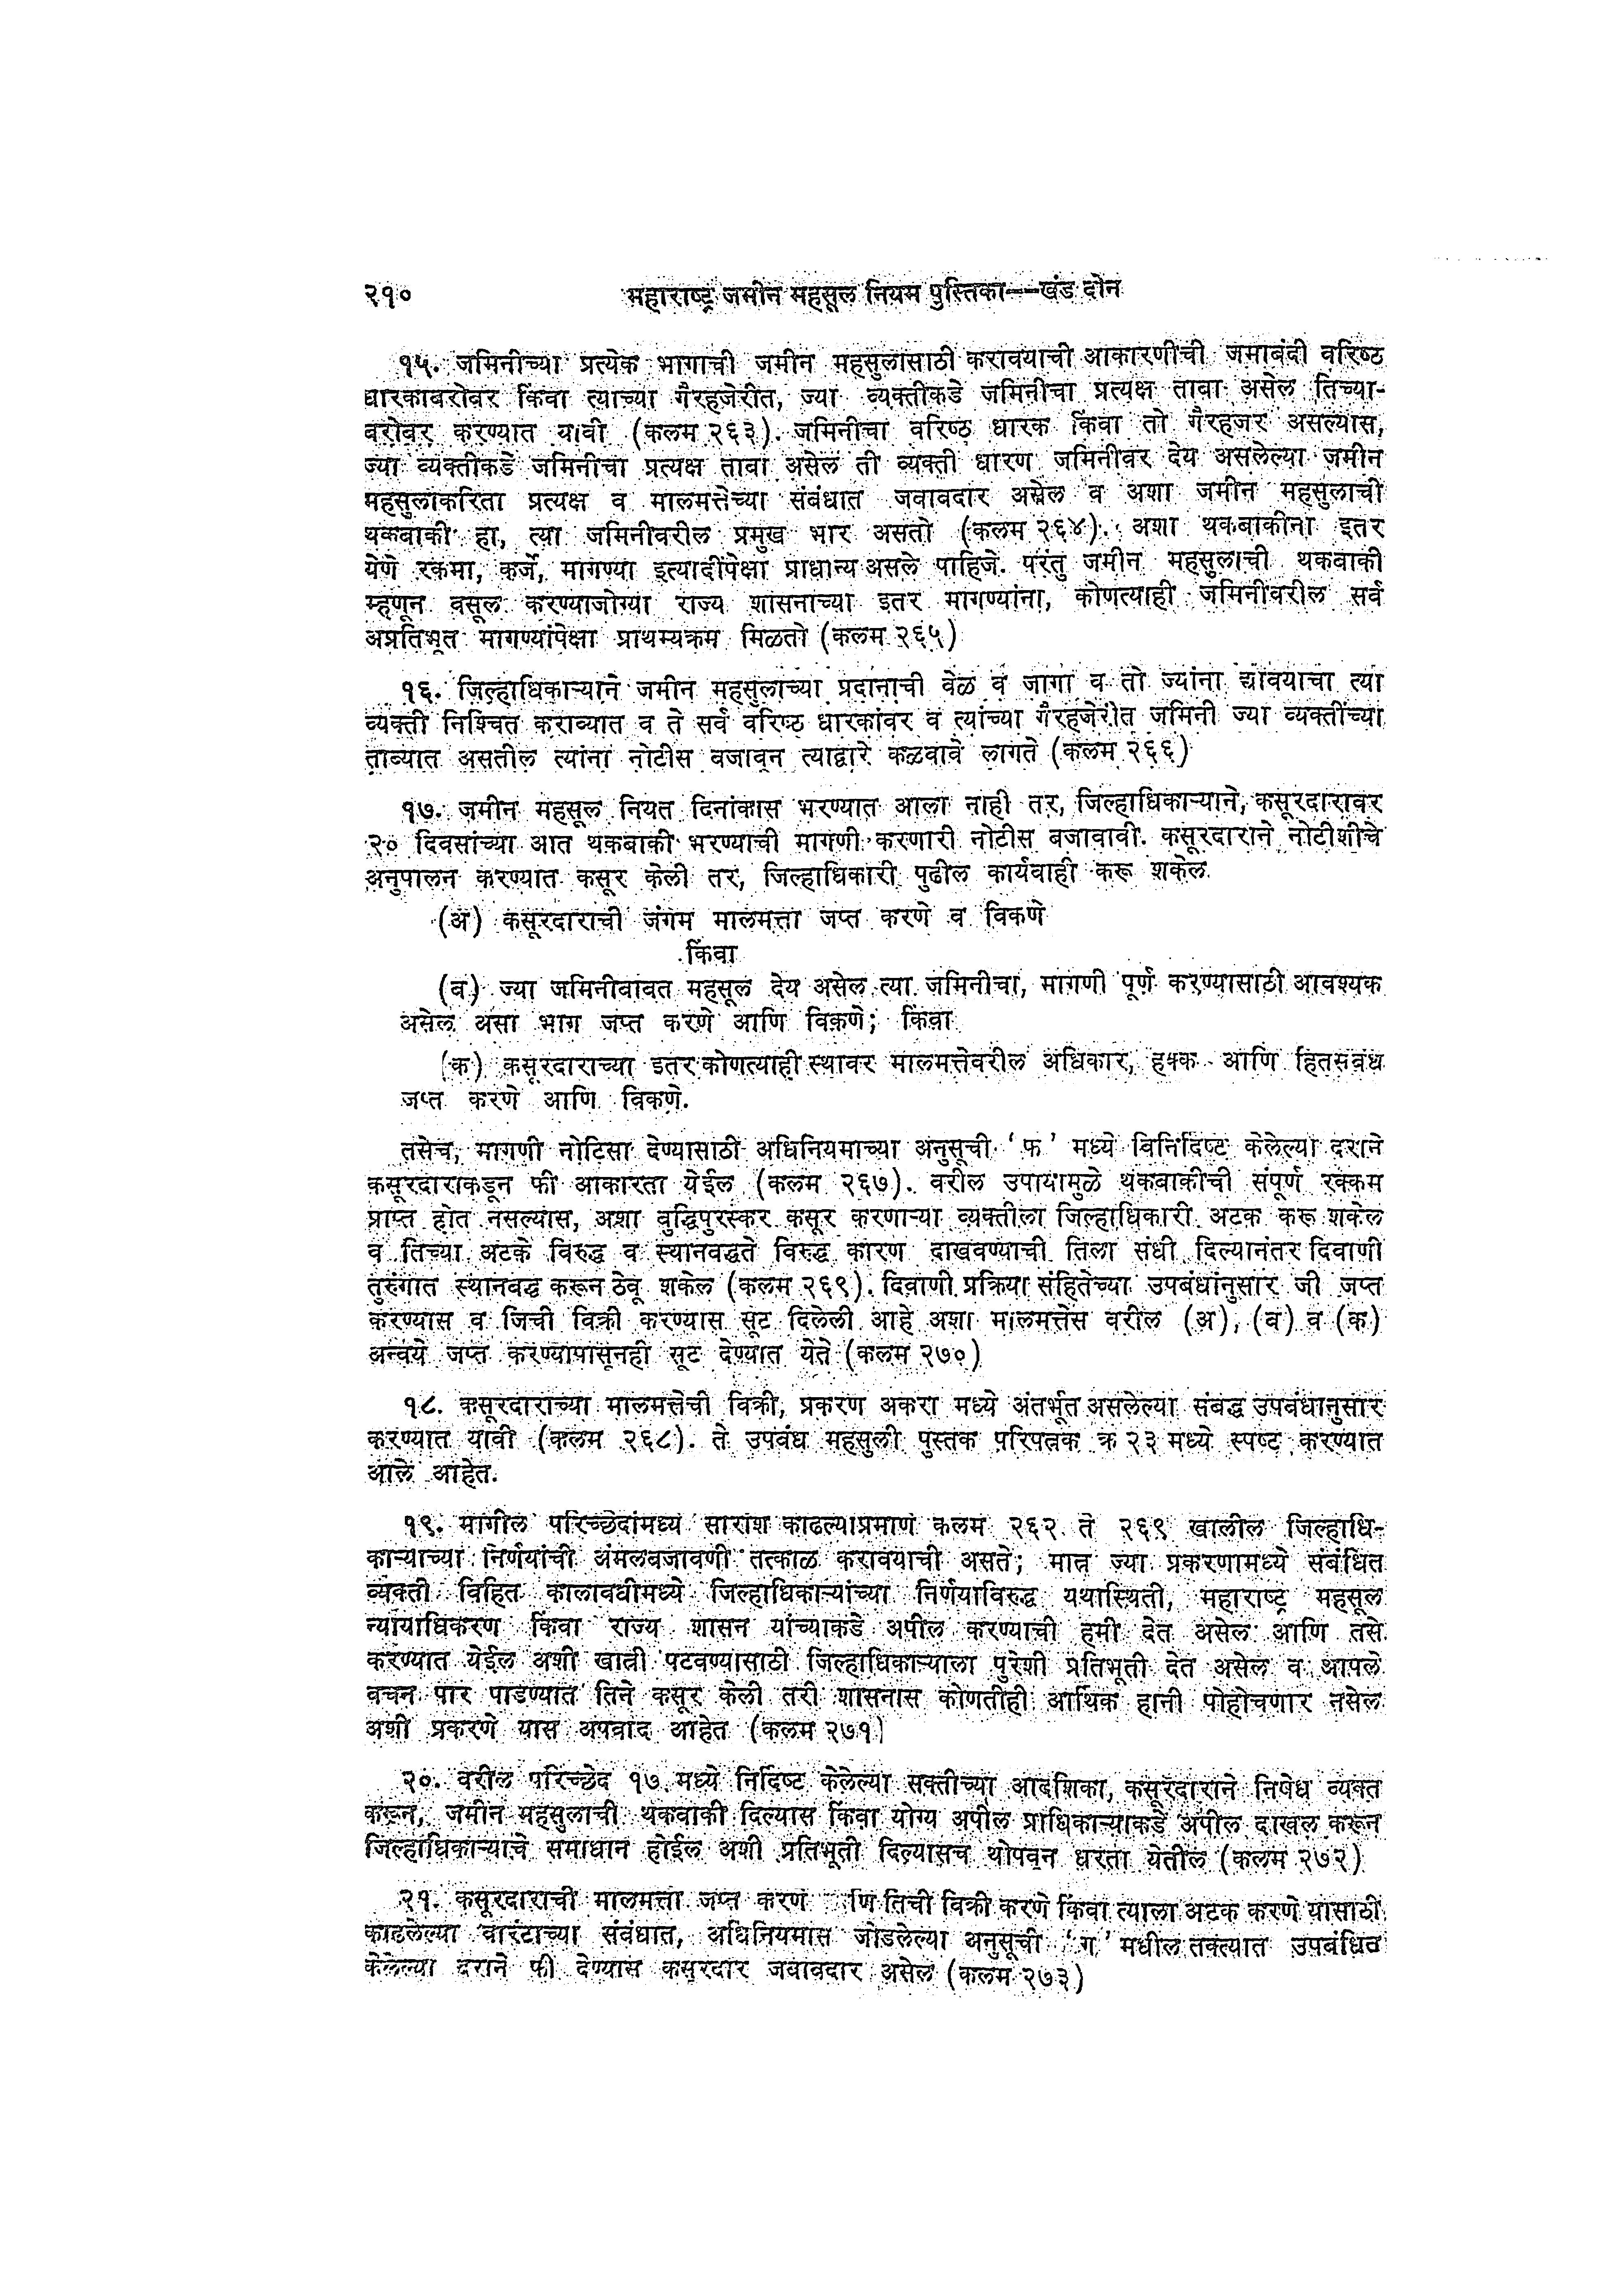 २१० महाराष्ट्र जमीन महसूल नियम पुस्तिका--खंड दोन
१५. जमिनीच्या प्रत्येक भागाची जमीन महसुलासाठी करावयाची आकारणीची जमाबंदी वरिष्ठ
धारकाबरोबर किंवा त्याच्या गैरहजेरीत, ज्या व्यक्तीकडे जमिनीचा प्रत्यक्ष ताबा असेल तिच्या-
बरोबर करण्यात यावी (कलम २६३). जमिनीचा वरिष्ठ धारक किंवा तो गैरहजर असल्यास,
ज्या व्यक्तीकडे जमिनीचा प्रत्यक्ष ताबा असेल ती व्यक्ती धारण जमिनीवर देय असलेल्या जमीन
महसुलाकरिता प्रत्यक्ष व मालमत्तेच्या संबंधात जबाबदार असेल व अशा जमीन महसुलाची
थकबाकी हा, त्या जमिनीवरील प्रमुख भार असतो (कलम २६४). अशा थकबाकीना इतर
येणे रकमा, कर्जे, मागण्या इत्यादींपेक्षा प्राधान्य असले पाहिजे. परंतु जमीन महसुलाची थकबाकी
म्हणून वसूल करण्याजोग्या राज्य शासनाच्या इतर मागण्यांना, कोणत्याही जमिनीवरील सर्व
अप्रतिभूत मागण्यांपेक्षा प्राथम्यक्रम मिळतो (कलम २६५)
१६. जिल्हाधिकाऱ्याने जमीन महसुलाच्या प्रदानाची वेळ व जागा व तो ज्यांना द्यावयाचा त्या
व्यक्ती निश्चित कराव्यात व ते सर्व वरिष्ठ धारकांवर व त्यांच्या गैरहजेरीत जमिनी ज्या व्यक्तींच्या
ताब्यात असतील त्यांना नोटीस बजावून त्याद्वारे कळवावे लागते (कलम २६६)
१७. जमीन महसूल नियत दिनांकास भरण्यात आला नाही तर, जिल्हाधिकाऱ्याने, कसूरदारावर
२० दिवसांच्या आत थकबाकी भरण्याची मागणी करणारी नोटीस बजावावी. कसूरदाराने नोटीशीचे
अनुपालन करण्यात कसूर केली तर, जिल्हाधिकारी पुढील कार्यवाही करू शकेल
(अ) कसूरदाराची जंगम मालमत्ता जप्त करणे व विकणे
किंवा
(ब) ज्या जमिनीबाबत महसूल देय असेल त्या जमिनीचा, मागणी पूर्ण करण्यासाठी आवश्यक
असेल असा भाग जप्त करणे आणि विकणे; किंवा
(क) कसूरदाराच्या इतर कोणत्याही स्थावर मालमत्तेवरील अधिकार, हक्क आणि हितसंबंध
जप्त करणे आणि विकणे.
तसेच, मागणी नोटिसा देण्यासाठी अधिनियमाच्या अनुसूची ‘फ’ मध्ये विनिर्दिष्ट केलेल्या दराने
कसूरदाराकडून फी आकारता येईल (कलम २६७). वरील उपायामुळे थकबाकीची संपूर्ण रक्कम
प्राप्त होत नसल्यास, अशा बुद्धिपुरस्कर कसूर करणाऱ्या व्यक्तीला जिल्हाधिकारी अटक करू शकेल
व तिच्या अटके विरुद्ध व स्थानबद्धते विरुद्ध कारण दाखवण्याची तिला संधी दिल्यानंतर दिवाणी
तुरुंगात स्थानबद्ध करून ठेवू शकेल (कलम २६९). दिवाणी प्रक्रिया संहितेच्या उपबंधांनुसार जी जप्त
करण्यास व जिची विक्री करण्यास सूट दिलेली आहे अशा मालमत्तेस वरील (अ), (ब) व (क)
अन्वये जप्त करण्यापासूनही सूट देण्यात येते (कलम २७०)
१८. कसूरदाराच्या मालमत्तेची विक्री, प्रकरण अकरा मध्ये अंतर्भूत असलेल्या संबद्ध उपबंधानुसार
करण्यात यावी (कलम २६८). ते उपबंध महसुली पुस्तक परिपत्रक क्र २३ मध्ये स्पष्ट करण्यात
आले आहेत.
१९. मागील परिच्छेदांमध्ये सारांश काढल्याप्रमाणे कलम २६२ ते २६९ खालील जिल्हाधि-
काऱ्याच्या निर्णयांची अंमलबजावणी तत्काळ करावयाची असते; मात्र ज्या प्रकरणामध्ये संबंधित
व्यक्ती विहित कालावधीमध्ये जिल्हाधिकाऱ्यांच्या निर्णयाविरुद्ध यथास्थिती, महाराष्ट्र महसूल
न्यायाधिकरण किंवा राज्य शासन यांच्याकडे अपील करण्याची हमी देत असेल आणि तसे
करण्यात येईल अशी खात्री पटवण्यासाठी जिल्हाधिकाऱ्याला पुरेशी प्रतिभूती देत असेल व आपले
वचन पार पाडण्यात तिने कसूर केली तरी शासनास कोणतीही आर्थिक हानी पोहोचणार नसेल
अशी प्रकरणे यास अपवाद आहेत (कलम २७१)
२०. वरील परिच्छेद १७ मध्ये निर्दिष्ट केलेल्या सक्तीच्या आदेशिका, कसूरदाराने निषेध व्यक्त
करून, जमीन महसुलाची थकबाकी दिल्यास किंवा योग्य अपील प्राधिकाऱ्याकडे अपील दाखल करून
जिल्हाधिकाऱ्याचे समाधान होईल अशी प्रतिभूती दिल्यासच थोपवून धरता येतील (कलम २७२)
२१. कसूरदाराची मालमत्ता जप्त करणे णि तिची विक्री करणे किंवा त्याला अटक करणे यासाठी
काढलेल्या वारंटाच्या संबंधात, अधिनियमास जोडलेल्या अनुसूची ‘ग’ मधील तक्त्यात उपबंधित
केलेल्या दराने फी देण्यास कसूरदार जबाबदार असेल (कलम २७३)